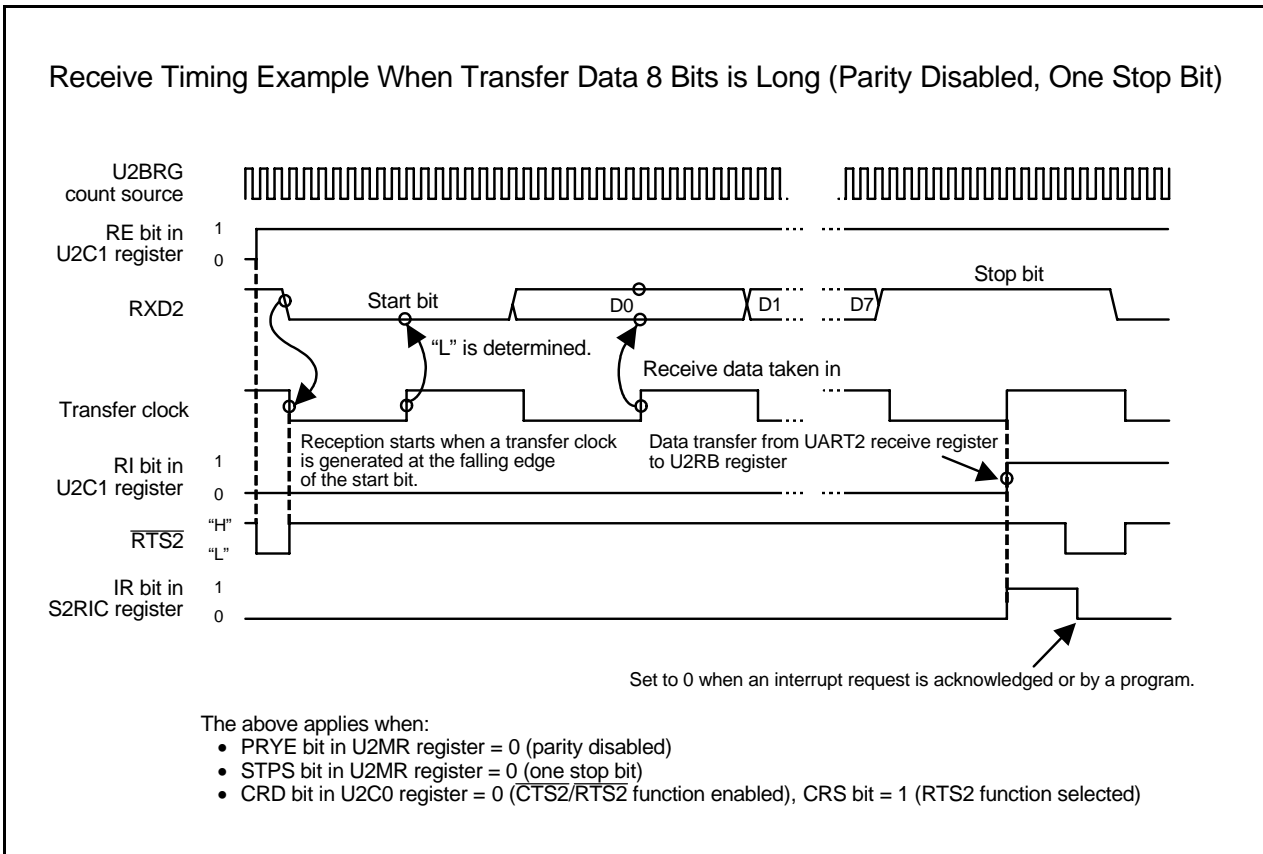 Receive Timing Example When Transfer Data 8 Bits is Long (Parity Disabled, One Stop Bit)
U2BRG
count source
RE bit in
U2C1 register
1
0
RXD2
Start bit
D0
D1
D7
Stop bit
“L” is determined.
Receive data taken in
Transfer clock
Reception starts when a transfer clock
is generated at the falling edge
of the start bit.
Data transfer from UART2 receive register
to U2RB register
RI bit in
U2C1 register
1
0
RTS2
“H”
“L”
IR bit in
S2RIC register
1
0
Set to 0 when an interrupt request is acknowledged or by a program.
The above applies when:
• PRYE bit in U2MR register = 0 (parity disabled)
• STPS bit in U2MR register = 0 (one stop bit)
• CRD bit in U2C0 register = 0 (CTS2/RTS2 function enabled), CRS bit = 1 (RTS2 function selected)